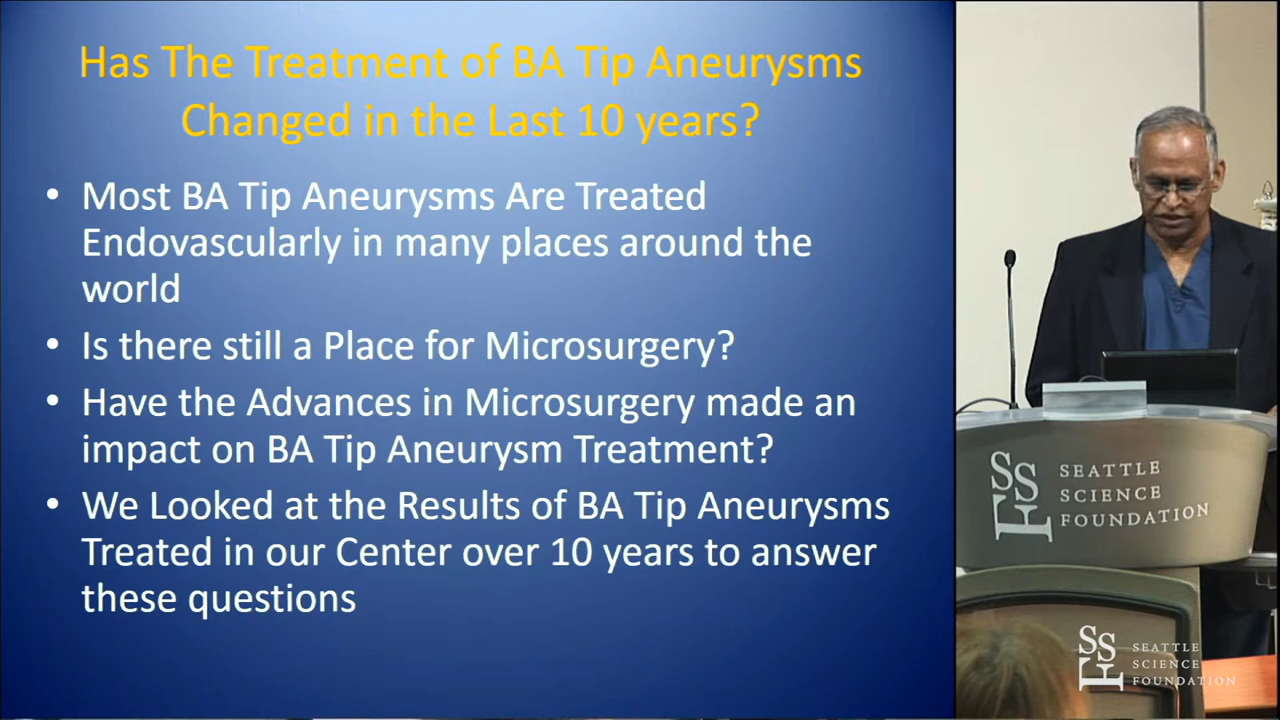 Has The Treatment of BA Tip Aneurysms
Changed in the Last 10 years?
• Most BA Tip Aneurysms Are Treated
Endovascularly in many places around the
world
• Is there still a Place for Microsurgery?
• Have the Advances in Microsurgery made an
impact on BA Tip Aneurysm Treatment?
• We Looked at the Results of BA Tip Aneurysms
Treated in our Center over 10 years to answer
these questions
SSF
SEATTLE
SCIENCE
FOUNDATION
SSF
SEATTLE
SCIENCE
FOUNDATION